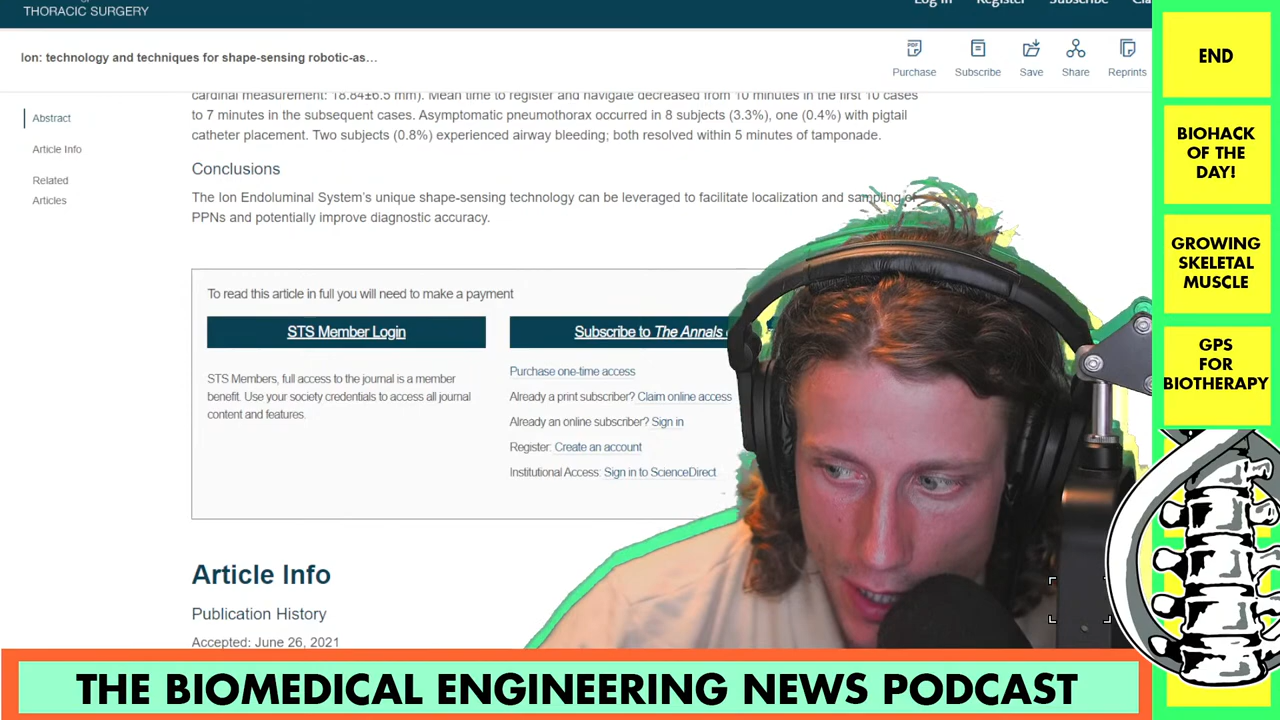 THORACIC SURGERY
Log In Register Subscribe
Ion: technology and techniques for shape-sensing robotic-as…
Purchase Subscribe Save Share Reprints
Abstract
Article Info
Related
Articles
cardinal measurement: 18.84±6.5 mm). Mean time to register and navigate decreased from 10 minutes in the first 10 cases
to 7 minutes in the subsequent cases. Asymptomatic pneumothorax occurred in 8 subjects (3.3%), one (0.4%) with pigtail
catheter placement. Two subjects (0.8%) experienced airway bleeding; both resolved within 5 minutes of tamponade.
Conclusions
The Ion Endoluminal System's unique shape-sensing technology can be leveraged to facilitate localization and sampling of
PPNs and potentially improve diagnostic accuracy.
To read this article in full you will need to make a payment
STS Member Login
STS Members, full access to the journal is a member
benefit. Use your society credentials to access all journal
content and features.
Subscribe to The Annals
Purchase one-time access
Already a print subscriber? Claim online access
Already an online subscriber? Sign in
Register: Create an account
Institutional Access: Sign in to ScienceDirect
Article Info
Publication History
Accepted: June 26, 2021
END
BIOHACK
OF THE
DAY!
GROWING
SKELETAL
MUSCLE
GPS
FOR
BIOTHERAPY
THE BIOMEDICAL ENGINEERING NEWS PODCAST